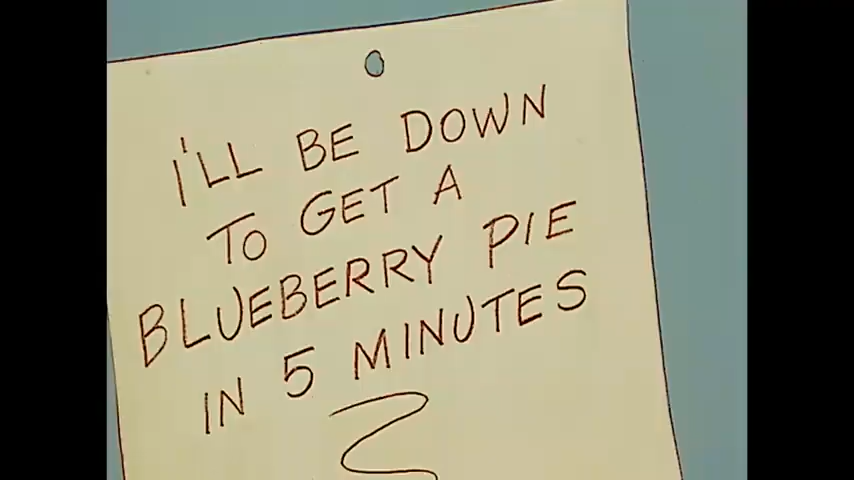 I'LL BE DOWN
TO GET A
BLUEBERRY PIE
IN 5 MINUTES